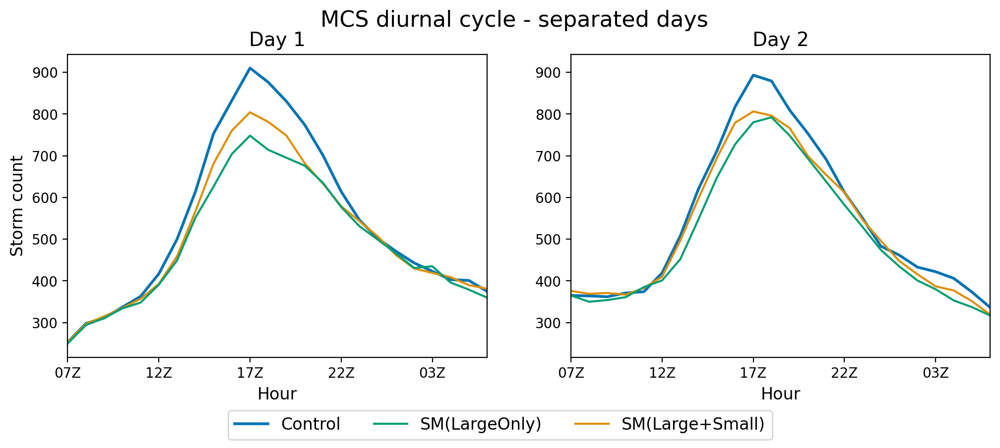 MCS diurnal cycle - separated days
Day 1
Day 2
Storm count
900
800
700
600
500
400
300
900
800
700
600
500
400
300
07Z 12Z 17Z 22Z 03Z
07Z 12Z 17Z 22Z 03Z
Hour
Hour
Control SM(LargeOnly) SM(Large+Small)